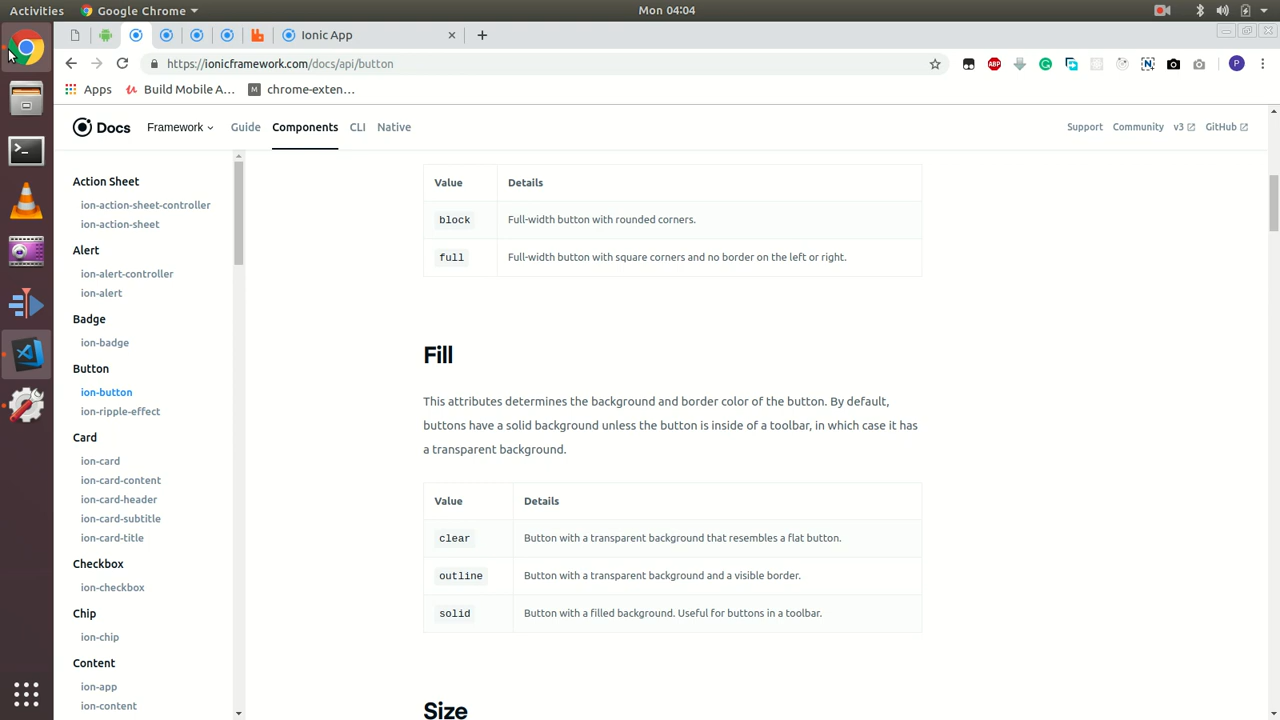 Activities
Google Chrome
Mon 04:04
Ionic App
https://ionicframework.com/docs/api/button
ABP
N
P
Apps
Build Mobile A...
M
chrome-exten...
Docs
Framework
Guide
Components
CLI
Native
Support
Community
v3
GitHub
Action Sheet
ion-action-sheet-controller
ion-action-sheet
Alert
ion-alert-controller
ion-alert
Badge
ion-badge
Button
ion-button
ion-ripple-effect
Card
ion-card
ion-card-content
ion-card-header
ion-card-subtitle
ion-card-title
Checkbox
ion-checkbox
Chip
ion-chip
Content
ion-app
ion-content
Value Details
block Full-width button with rounded corners.
full Full-width button with square corners and no border on the left or right.
Fill
This attributes determines the background and border color of the button. By default,
buttons have a solid background unless the button is inside of a toolbar, in which case it has
a transparent background.
Value Details
clear Button with a transparent background that resembles a flat button.
outline Button with a transparent background and a visible border.
solid Button with a filled background. Useful for buttons in a toolbar.
Size